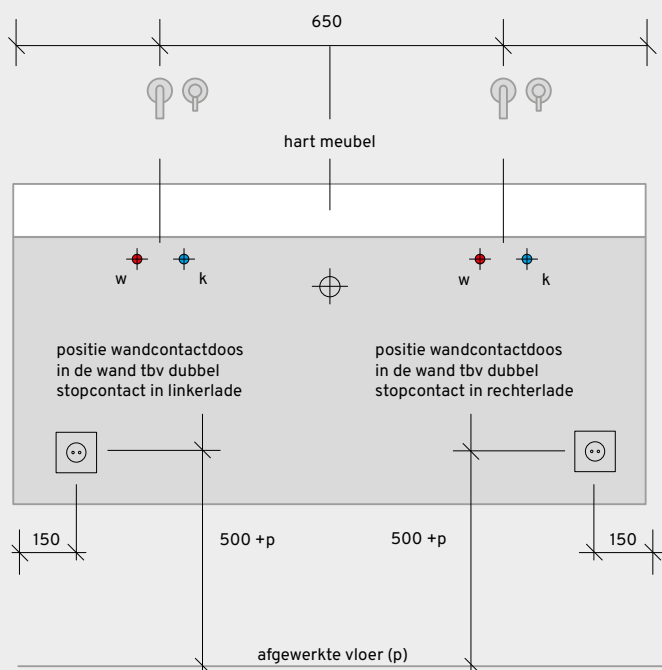 650
hart meubel
w
k
w
k
positie wandcontactdoos
in de wand tbv dubbel
stopcontact in linkerlade
positie wandcontactdoos
in de wand tbv dubbel
stopcontact in rechterlade
150
500 +p
500 +p
150
afgewerkte vloer (p)